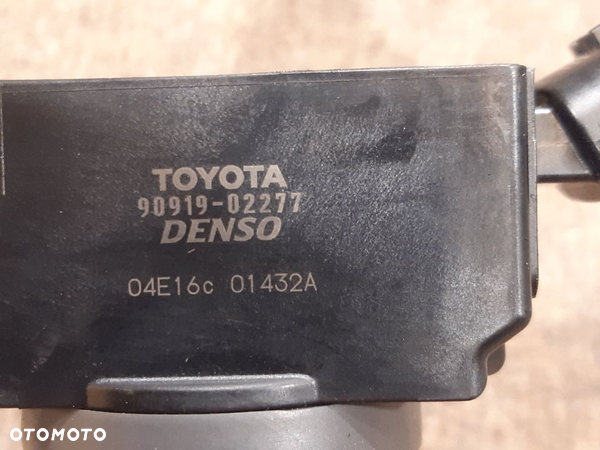 TOYOTA
90919-02277
DENSO
04E16c 01432A
OTOMOTO